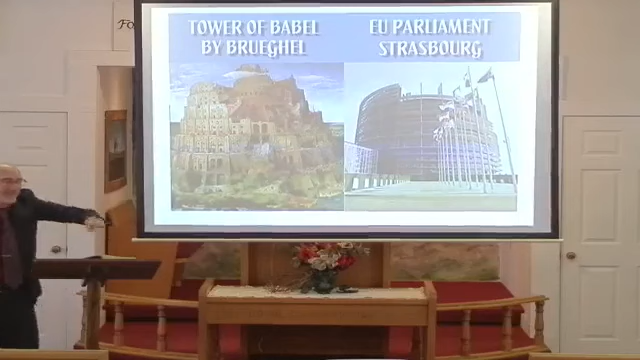 TOWER OF BABEL
BY BRUEGHEL
EU PARLIAMENT
STRASBOURG